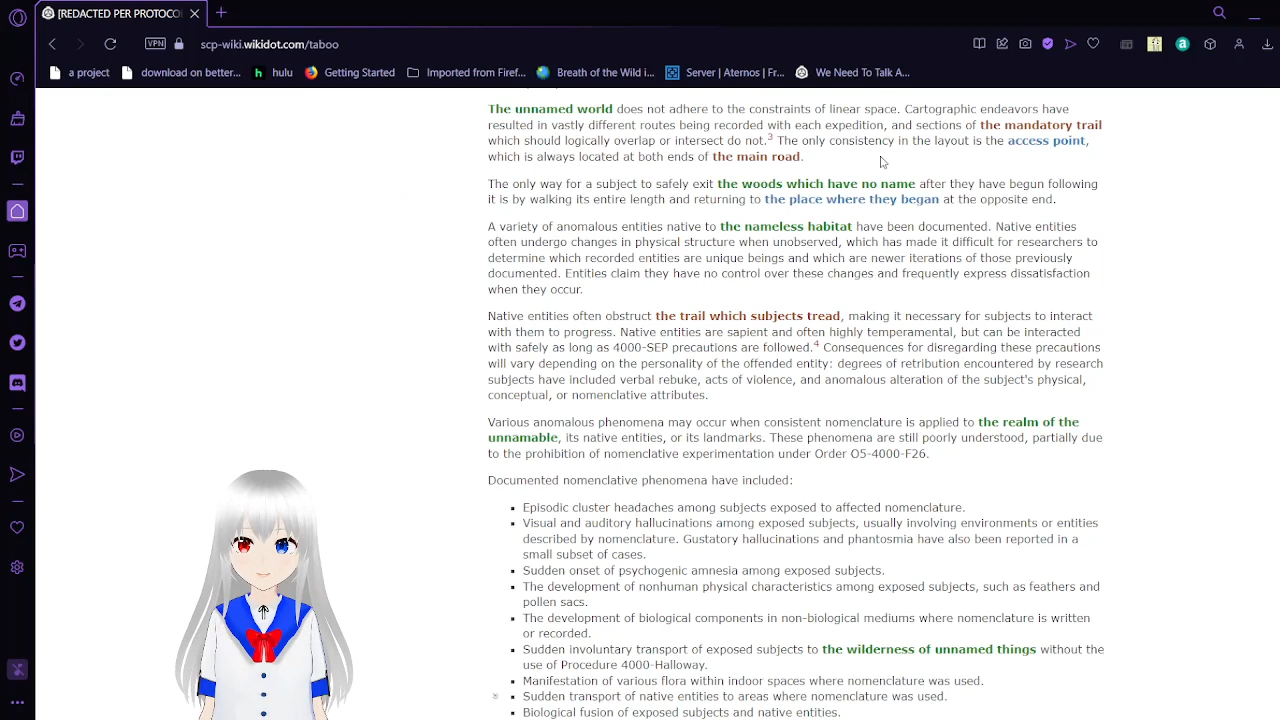 [REDACTED PER PROTOCO
VPN
scp-wiki.wikidot.com/taboo
a project
download on better...
hulu
Getting Started
Imported from Firef...
Breath of the Wild i...
Server | Aternos | Fr...
We Need To Talk A...
The unnamed world does not adhere to the constraints of linear space. Cartographic endeavors have
resulted in vastly different routes being recorded with each expedition, and sections of the mandatory trail
which should logically overlap or intersect do not.3 The only consistency in the layout is the access point,
which is always located at both ends of the main road.
The only way for a subject to safely exit the woods which have no name after they have begun following
it is by walking its entire length and returning to the place where they began at the opposite end.
A variety of anomalous entities native to the nameless habitat have been documented. Native entities
often undergo changes in physical structure when unobserved, which has made it difficult for researchers to
determine which recorded entities are unique beings and which are newer iterations of those previously
documented. Entities claim they have no control over these changes and frequently express dissatisfaction
when they occur.
Native entities often obstruct the trail which subjects tread, making it necessary for subjects to interact
with them to progress. Native entities are sapient and often highly temperamental, but can be interacted
with safely as long as 4000-SEP precautions are followed.4 Consequences for disregarding these precautions
will vary depending on the personality of the offended entity: degrees of retribution encountered by research
subjects have included verbal rebuke, acts of violence, and anomalous alteration of the subject's physical,
conceptual, or nomenclative attributes.
Various anomalous phenomena may occur when consistent nomenclature is applied to the realm of the
unnamable, its native entities, or its landmarks. These phenomena are still poorly understood, partially due
to the prohibition of nomenclative experimentation under Order O5-4000-F26.
Documented nomenclative phenomena have included:
▪ Episodic cluster headaches among subjects exposed to affected nomenclature.
▪ Visual and auditory hallucinations among exposed subjects, usually involving environments or entities
described by nomenclature. Gustatory hallucinations and phantosmia have also been reported in a
small subset of cases.
▪ Sudden onset of psychogenic amnesia among exposed subjects.
▪ The development of nonhuman physical characteristics among exposed subjects, such as feathers and
pollen sacs.
▪ The development of biological components in non-biological mediums where nomenclature is written
or recorded.
▪ Sudden involuntary transport of exposed subjects to the wilderness of unnamed things without the
use of Procedure 4000-Halloway.
▪ Manifestation of various flora within indoor spaces where nomenclature was used.
▪ Sudden transport of native entities to areas where nomenclature was used.
▪ Biological fusion of exposed subjects and native entities.